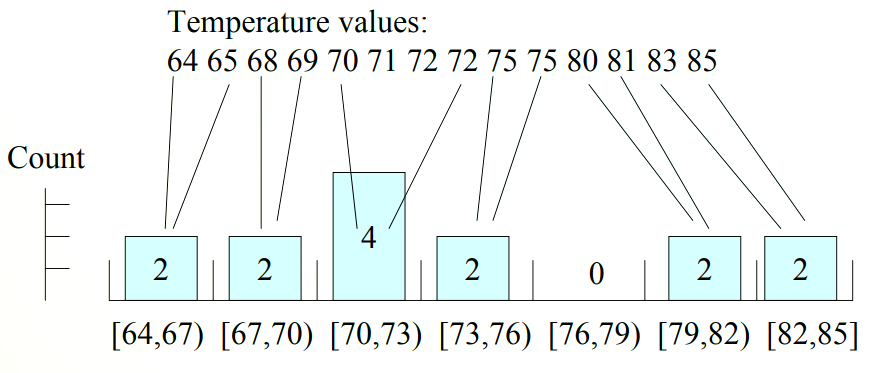 Temperature values:
64 65 68 69 70 71 72 72 75 75 80 81 83 85
Count
4
2 2 2 0 2 2
[64,67) [67,70) [70,73) [73,76) [76,79) [79,82) [82,85]